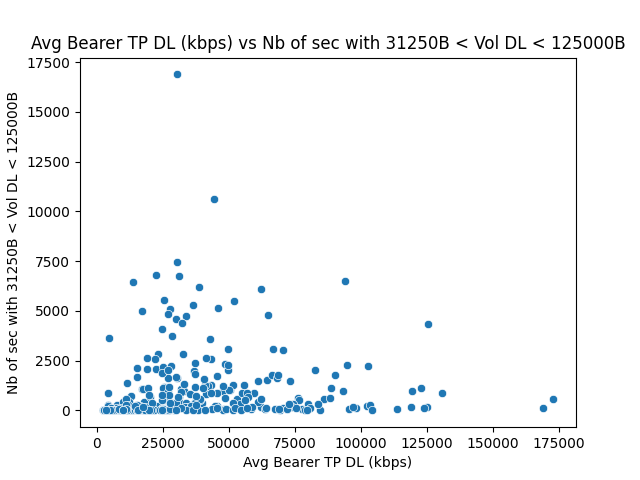 Avg Bearer TP DL (kbps) vs Nb of sec with 31250B < Vol DL < 125000B
Nb of sec with 31250B < Vol DL < 125000B
17500
15000
12500
10000
7500
5000
2500
0
0 25000 50000 75000 100000 125000 150000 175000
Avg Bearer TP DL (kbps)